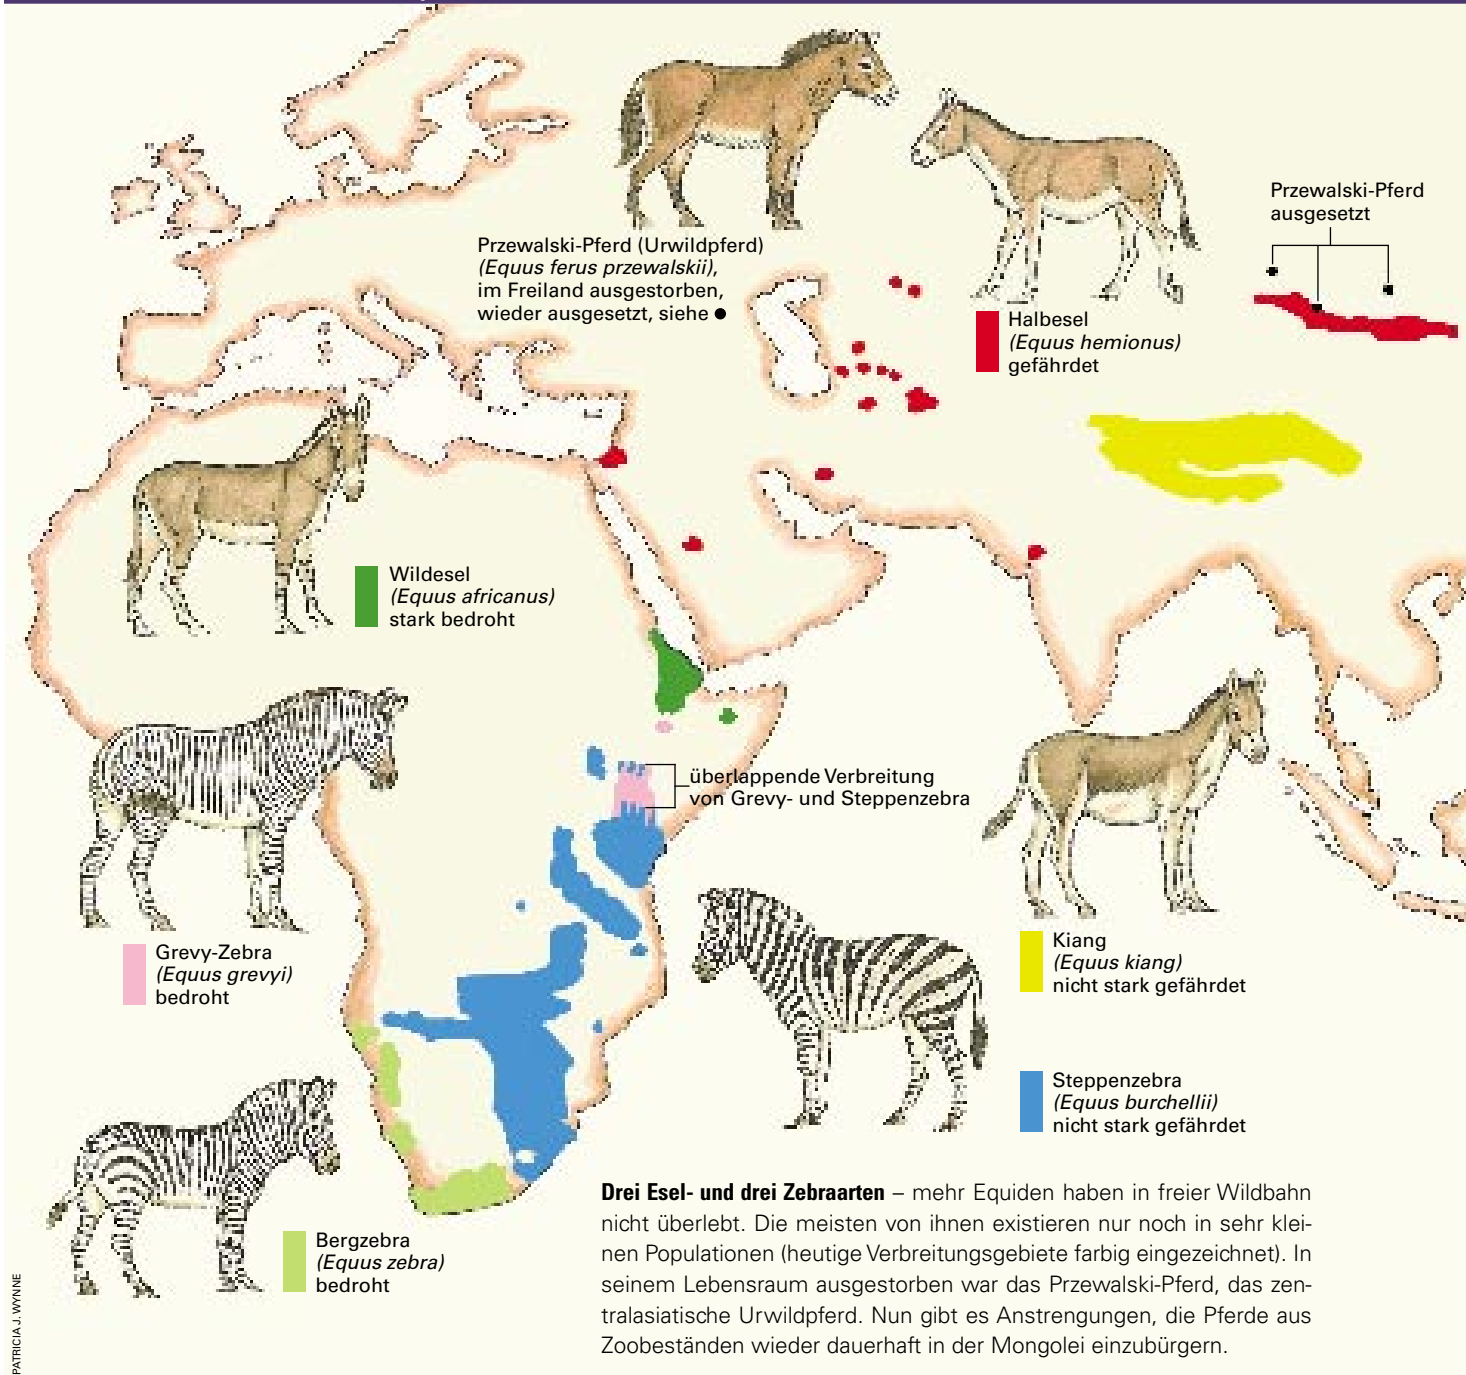 Przewalski-Pferd (Urwildpferd)
(Equus ferus przewalskii),
im Freiland ausgestorben,
wieder ausgesetzt, siehe ●
Przewalski-Pferd
ausgesetzt
Halbesel
(Equus hemionus)
gefährdet
Wildesel
(Equus africanus)
stark bedroht
überlappende Verbreitung
von Grevy- und Steppenzebra
Grevy-Zebra
(Equus grevyi)
bedroht
Kiang
(Equus kiang)
nicht stark gefährdet
Steppenzebra
(Equus burchellii)
nicht stark gefährdet
Bergzebra
(Equus zebra)
bedroht
Drei Esel- und drei Zebraarten – mehr Equiden haben in freier Wildbahn
nicht überlebt. Die meisten von ihnen existieren nur noch in sehr klei-
nen Populationen (heutige Verbreitungsgebiete farbig eingezeichnet). In
seinem Lebensraum ausgestorben war das Przewalski-Pferd, das zen-
tralasiatische Urwildpferd. Nun gibt es Anstrengungen, die Pferde aus
Zoobeständen wieder dauerhaft in der Mongolei einzubürgern.
PATRICIA J. WYNNE